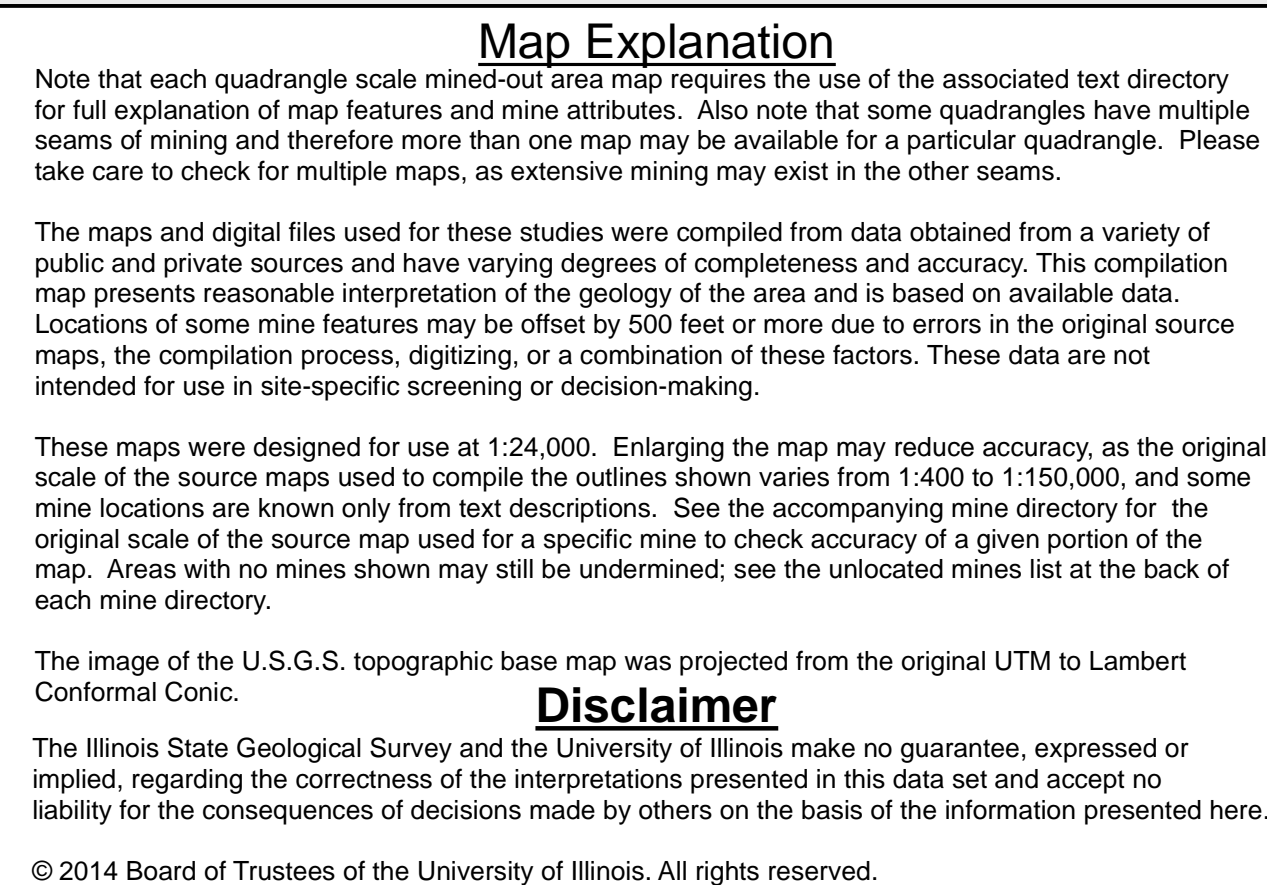 Map Explanation
Note that each quadrangle scale mined-out area map requires the use of the associated text directory
for full explanation of map features and mine attributes.  Also note that some quadrangles have multiple
seams of mining and therefore more than one map may be available for a particular quadrangle.  Please
take care to check for multiple maps, as extensive mining may exist in the other seams.
The maps and digital files used for these studies were compiled from data obtained from a variety of
public and private sources and have varying degrees of completeness and accuracy. This compilation
map presents reasonable interpretation of the geology of the area and is based on available data.
Locations of some mine features may be offset by 500 feet or more due to errors in the original source
maps, the compilation process, digitizing, or a combination of these factors. These data are not
intended for use in site-specific screening or decision-making.
These maps were designed for use at 1:24,000.  Enlarging the map may reduce accuracy, as the original
scale of the source maps used to compile the outlines shown varies from 1:400 to 1:150,000, and some
mine locations are known only from text descriptions.  See the accompanying mine directory for  the
original scale of the source map used for a specific mine to check accuracy of a given portion of the
map.  Areas with no mines shown may still be undermined; see the unlocated mines list at the back of
each mine directory.
The image of the U.S.G.S. topographic base map was projected from the original UTM to Lambert
Conformal Conic.
Disclaimer
The Illinois State Geological Survey and the University of Illinois make no guarantee, expressed or
implied, regarding the correctness of the interpretations presented in this data set and accept no
liability for the consequences of decisions made by others on the basis of the information presented here.
© 2014 Board of Trustees of the University of Illinois. All rights reserved.